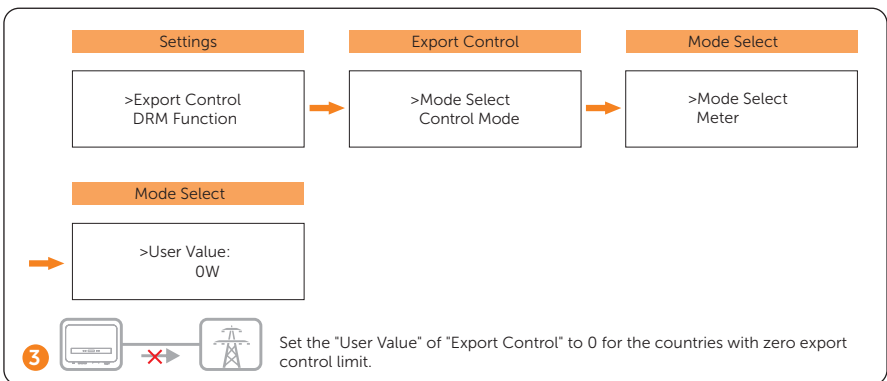 Settings
Export Control
Mode Select
>Export Control
DRM Function
>Mode Select
Control Mode
>Mode Select
Meter
Mode Select
>User Value:
0W
3
Set the "User Value" of "Export Control" to 0 for the countries with zero export
control limit.